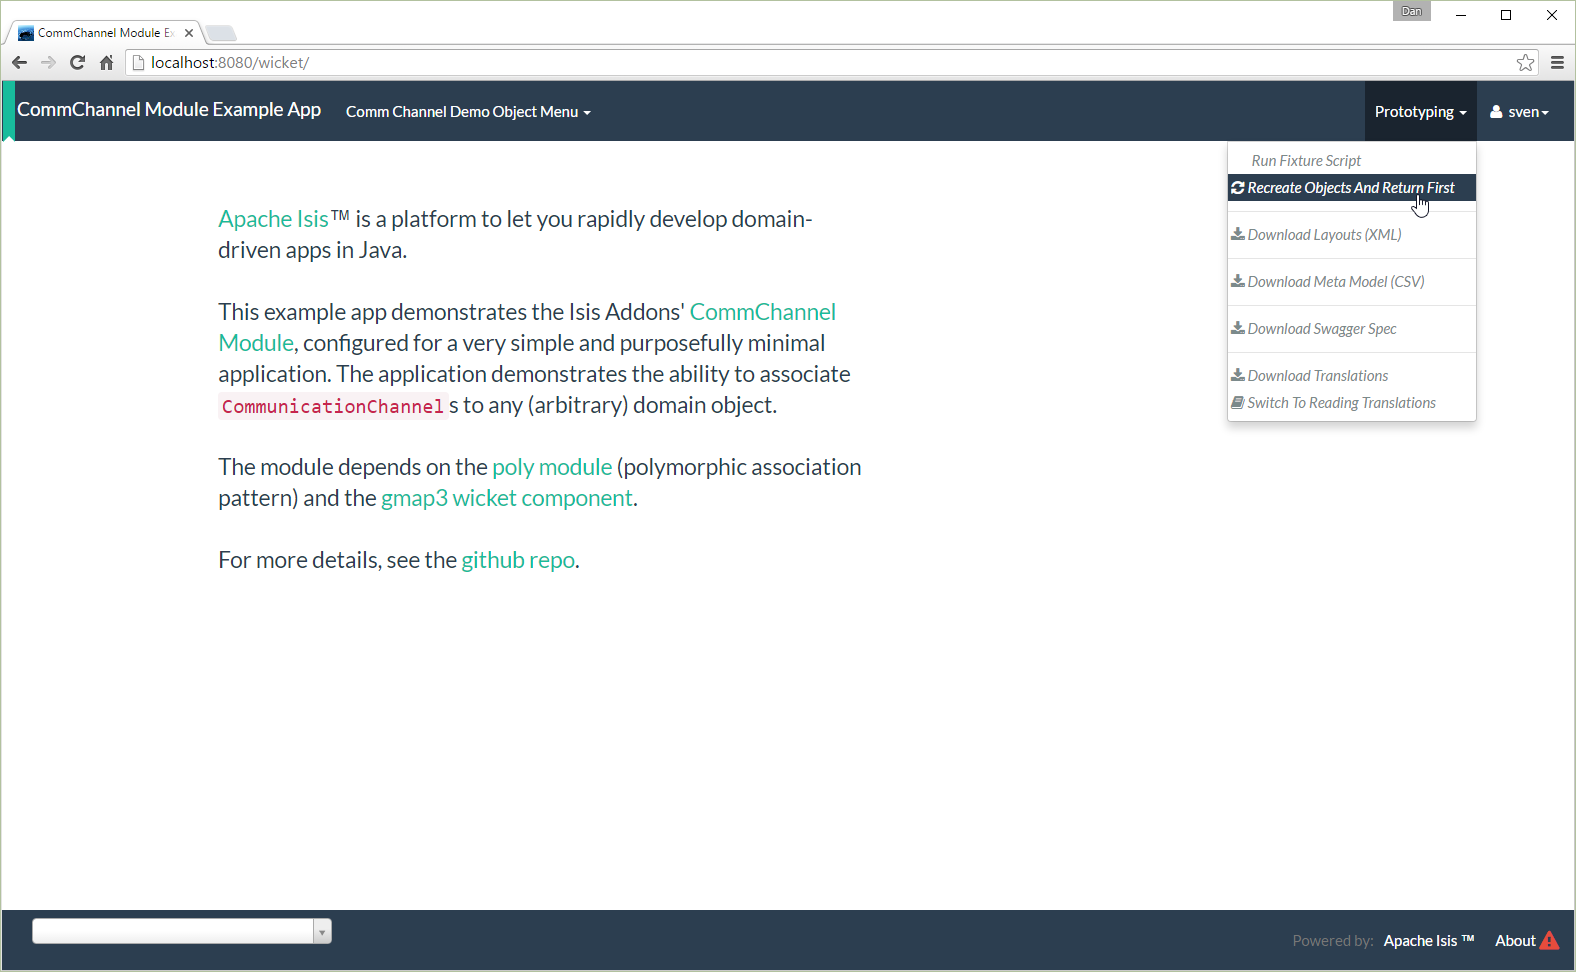 Dan
CommChannel Module Ex
localhost:8080/wicket/
CommChannel Module Example App
Comm Channel Demo Object Menu
Prototyping
sven
Run Fixture Script
Recreate Objects And Return First
Download Layouts (XML)
Download Meta Model (CSV)
Download Swagger Spec
Download Translations
Switch To Reading Translations
Apache Isis™ is a platform to let you rapidly develop domain-
driven apps in Java.
This example app demonstrates the Isis Addons' CommChannel
Module, configured for a very simple and purposefully minimal
application. The application demonstrates the ability to associate
CommunicationChannel s to any (arbitrary) domain object.
The module depends on the poly module (polymorphic association
pattern) and the gmap3 wicket component.
For more details, see the github repo.
Powered by: Apache Isis ™ About